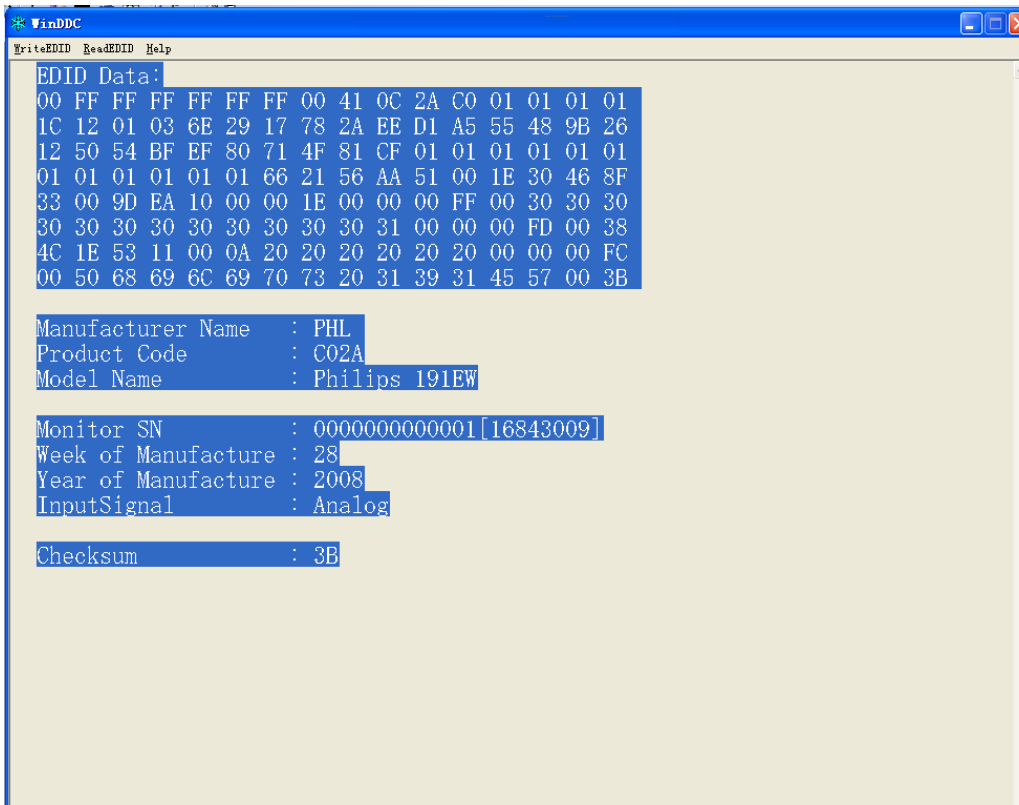 WinDDC
WriteEDID ReadEDID Help
EDID Data:
00 FF FF FF FF FF FF 00 41 0C 2A C0 01 01 01 01
1C 12 01 03 6E 29 17 78 2A EE D1 A5 55 48 9B 26
12 50 54 BF EF 80 71 4F 81 CF 01 01 01 01 01 01
01 01 01 01 01 01 66 21 56 AA 51 00 1E 30 46 8F
33 00 9D EA 10 00 00 1E 00 00 00 FF 00 30 30 30
30 30 30 30 30 30 30 30 30 31 00 00 00 FD 00 38
4C 1E 53 11 00 0A 20 20 20 20 20 20 00 00 00 FC
00 50 68 69 6C 69 70 73 20 31 39 31 45 57 00 3B
Manufacturer Name : PHL
Product Code : C02A
Model Name : Philips 191EW
Monitor SN : 0000000000001[16843009]
Week of Manufacture : 28
Year of Manufacture : 2008
InputSignal : Analog
Checksum : 3B